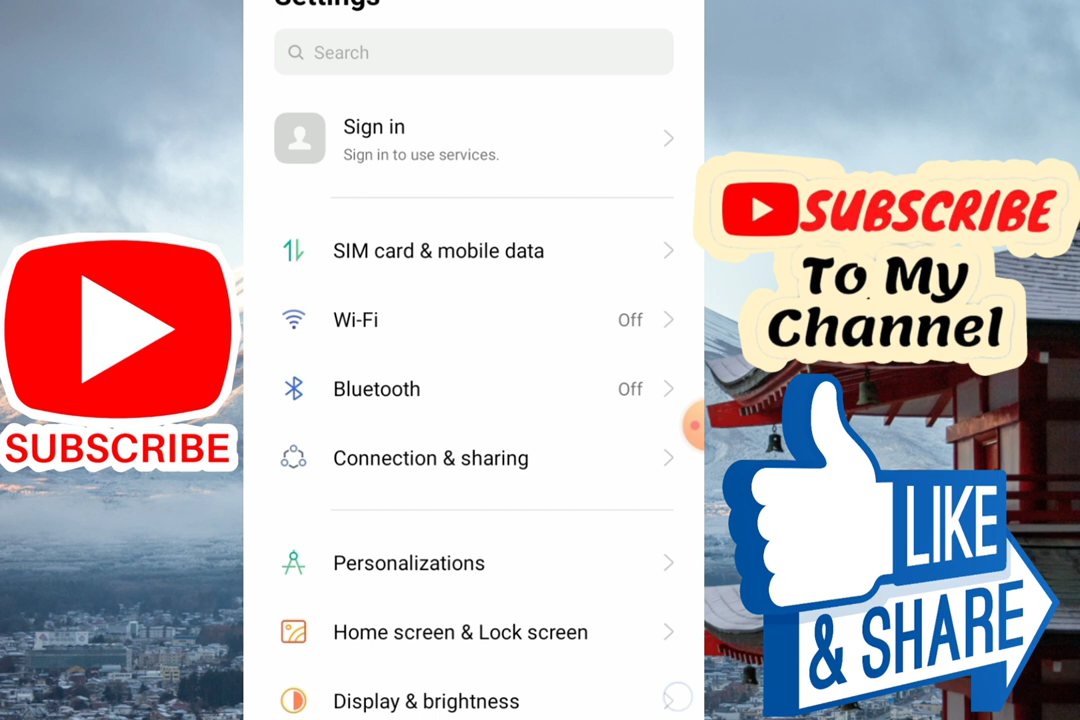 Settings
Search
Sign in
Sign in to use services.
SIM card & mobile data
Wi-Fi
Off
Bluetooth
Off
Connection & sharing
Personalizations
Home screen & Lock screen
Display & brightness
SUBSCRIBE
SUBSCRIBE
To My
Channel
LIKE
& SHARE